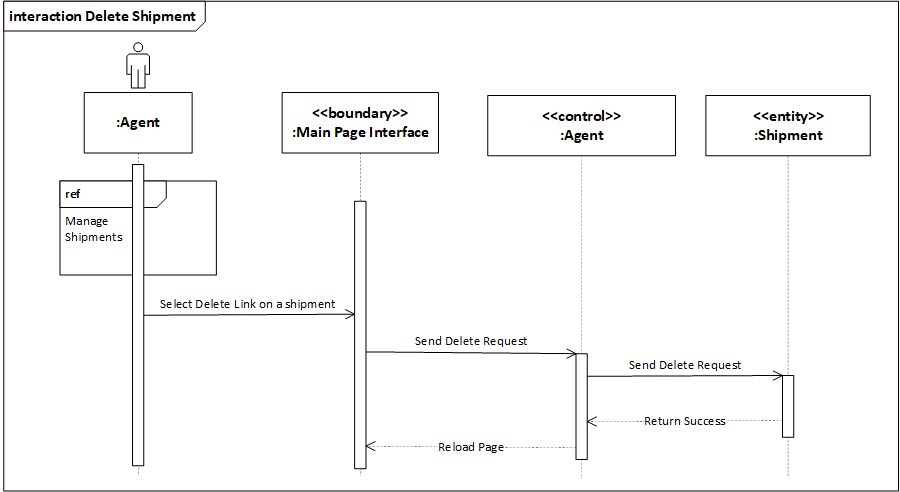 interaction Delete Shipment
:Agent
<<boundary>>
:Main Page Interface
<<control>>
:Agent
<<entity>>
:Shipment
ref
Manage
Shipments
Select Delete Link on a shipment
Send Delete Request
Send Delete Request
Return Success
Reload Page